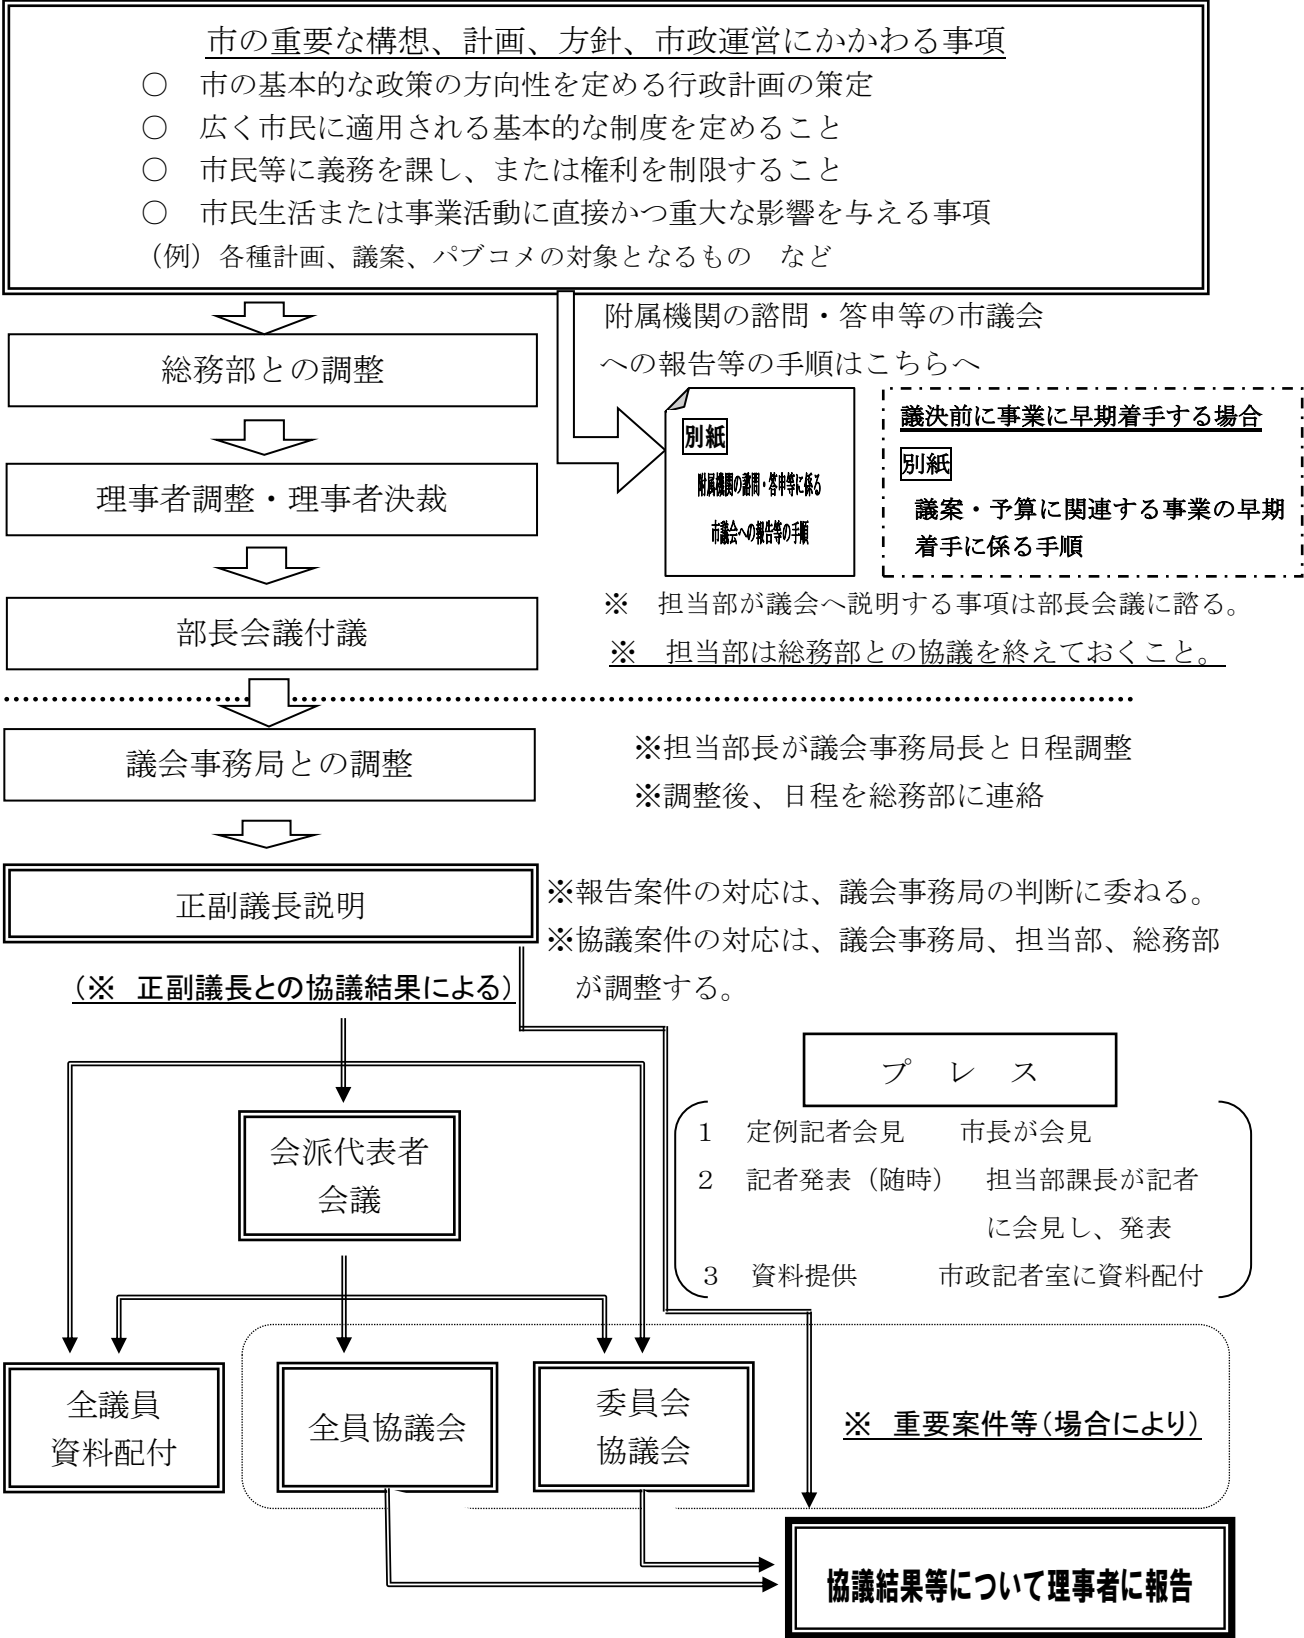 市の重要な構想、計画、方針、市政運営にかかわる事項
○　市の基本的な政策の方向性を定める行政計画の策定
○　広く市民に適用される基本的な制度を定めること
○　市民等に義務を課し、または権利を制限すること
○　市民生活または事業活動に直接かつ重大な影響を与える事項
（例）各種計画、議案、パブコメの対象となるもの　など
附属機関の諮問・答申等の市議会
への報告等の手順はこちらへ
総務部との調整
別紙
附属機関の諮問・答申等に係る
市議会への報告等の手順
議決前に事業に早期着手する場合
別紙
議案・予算に関連する事業の早期
着手に係る手順
理事者調整・理事者決裁
部長会議付議
※　担当部が議会へ説明する事項は部長会議に諮る。
※　担当部は総務部との協議を終えておくこと。
議会事務局との調整
※担当部長が議会事務局長と日程調整
※調整後、日程を総務部に連絡
正副議長説明
※報告案件の対応は、議会事務局の判断に委ねる。
※協議案件の対応は、議会事務局、担当部、総務部
が調整する。
（※　正副議長との協議結果による）
プ　レ　ス
1　定例記者会見　　市長が会見
2　記者発表（随時）　担当部課長が記者
に会見し、発表
3　資料提供　　　市政記者室に資料配付
会派代表者
会議
全議員
資料配付
全員協議会
委員会
協議会
※　重要案件等（場合により）
協議結果等について理事者に報告